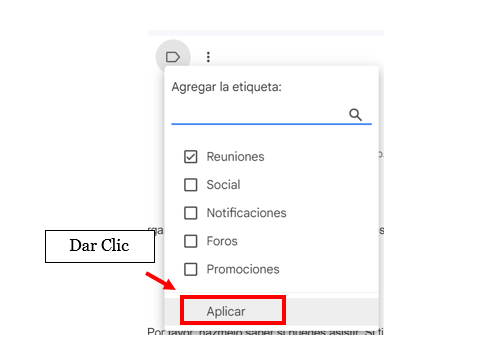 Agregar la etiqueta:
Reuniones
Social
Notificaciones
Foros
Promociones
Dar Clic
Aplicar
Por favor, hazmelo saber si puedes asistir. Si ti